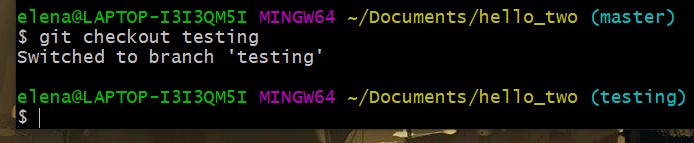 elena@LAPTOP-I3I3QM5I MINGW64 ~/Documents/hello_two (master)
$ git checkout testing
Switched to branch 'testing'
elena@LAPTOP-I3I3QM5I MINGW64 ~/Documents/hello_two (testing)
$